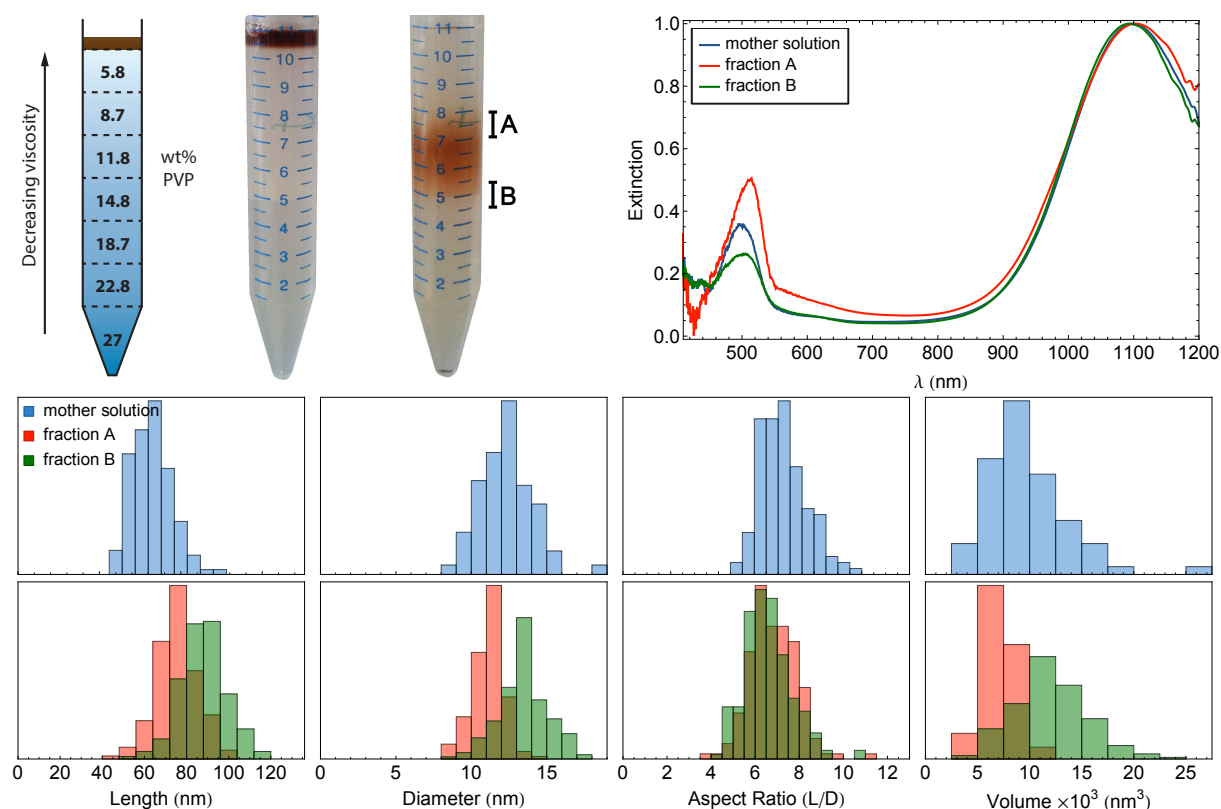 Decreasing viscosity
5.8
8.7
11.8
14.8
18.7
22.8
27
wt%
PVP
11
10
9
8
7
6
5
4
3
2
11
10
9
8
7
6
5
4
3
2
A
B
mother solution
fraction A
fraction B
Extinction
1.0
0.8
0.6
0.4
0.2
0.0
500 600 700 800 900 1000 1100 1200
λ (nm)
mother solution
fraction A
fraction B
0 20 40 60 80 100 120
Length (nm)
0 5 10 15
Diameter (nm)
0 2 4 6 8 10 12
Aspect Ratio (L/D)
0 5 10 15 20 25
Volume ×10³ (nm³)